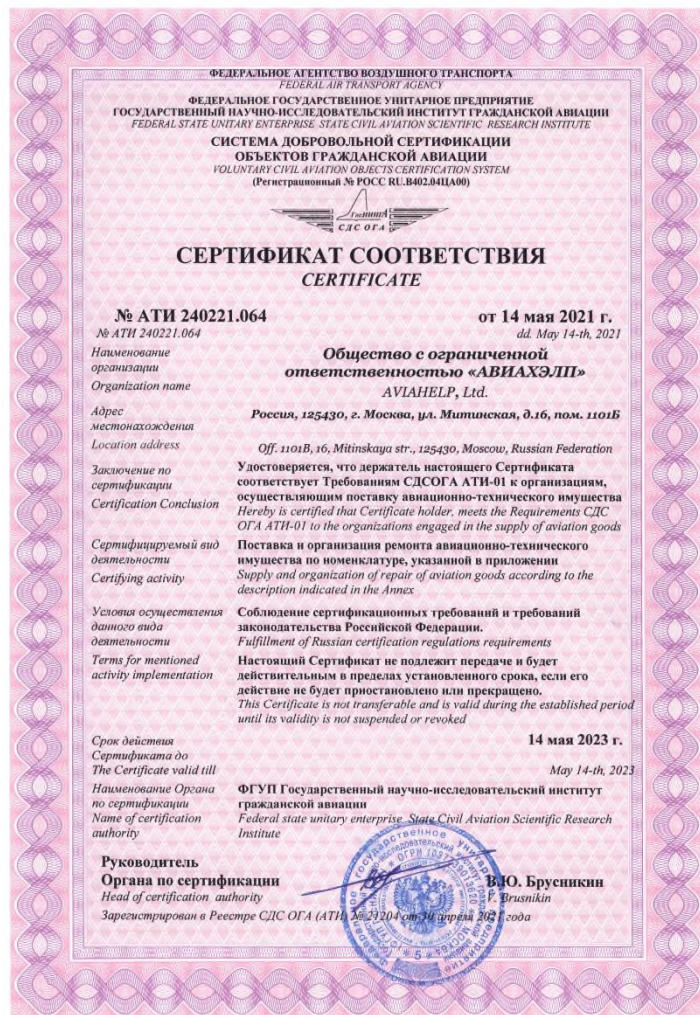 ФЕДЕРАЛЬНОЕ АГЕНТСТВО ВОЗДУШНОГО ТРАНСПОРТА
FEDERAL AIR TRANSPORT AGENCY
ФЕДЕРАЛЬНОЕ ГОСУДАРСТВЕННОЕ УНИТАРНОЕ ПРЕДПРИЯТИЕ
ГОСУДАРСТВЕННЫЙ НАУЧНО-ИССЛЕДОВАТЕЛЬСКИЙ ИНСТИТУТ ГРАЖДАНСКОЙ АВИАЦИИ
FEDERAL STATE UNITARY ENTERPRISE STATE CIVIL AVIATION SCIENTIFIC RESEARCH INSTITUTE
СИСТЕМА ДОБРОВОЛЬНОЙ СЕРТИФИКАЦИИ
ОБЪЕКТОВ ГРАЖДАНСКОЙ АВИАЦИИ
VOLUNTARY CIVIL AVIATION OBJECTS CERTIFICATION SYSTEM
(Регистрационный № РОСС RU.В402.04ЦА00)
ГосНИИГА
СДС ОГА
СЕРТИФИКАТ СООТВЕТСТВИЯ
CERTIFICATE
№ АТИ 240221.064 от 14 мая 2021 г.
№ АТИ 240221.064 dd. May 14-th, 2021
Наименование
организации
Organization name
Общество с ограниченной
ответственностью «АВИАХЭЛП»
AVIAHELP, Ltd.
Адрес
местонахождения
Location address
Россия, 125430, г. Москва, ул. Митинская, д.16, пом. 1101Б
Off. 1101B, 16, Mitinskaya str., 125430, Moscow, Russian Federation
Заключение по
сертификации
Certification Conclusion
Удостоверяется, что держатель настоящего Сертификата
соответствует Требованиям СДСОГА АТИ-01 к организациям,
осуществляющим поставку авиационно-технического имущества
Hereby is certified that Certificate holder, meets the Requirements СДС
ОГА АТИ-01 to the organizations engaged in the supply of aviation goods
Сертифицируемый вид
деятельности
Certifying activity
Поставка и организация ремонта авиационно-технического
имущества по номенклатуре, указанной в приложении
Supply and organization of repair of aviation goods according to the
description indicated in the Annex
Условия осуществления
данного вида
деятельности
Terms for mentioned
activity implementation
Соблюдение сертификационных требований и требований
законодательства Российской Федерации.
Fulfillment of Russian certification regulations requirements
Настоящий Сертификат не подлежит передаче и будет
действительным в пределах установленного срока, если его
действие не будет приостановлено или прекращено.
This Certificate is not transferable and is valid during the established period
until its validity is not suspended or revoked
Срок действия
Сертификата до
The Certificate valid till
14 мая 2023 г.
May 14-th, 2023
Наименование Органа
по сертификации
Name of certification
authority
ФГУП Государственный научно-исследовательский институт
гражданской авиации
Federal state unitary enterprise State Civil Aviation Scientific Research
Institute
Руководитель
Органа по сертификации
Head of certification authority
В.Ю. Брусникин
V. Brusnikin
Зарегистрирован в Реестре СДС ОГА (АТИ) № 21204 от 30 апреля 2021 года